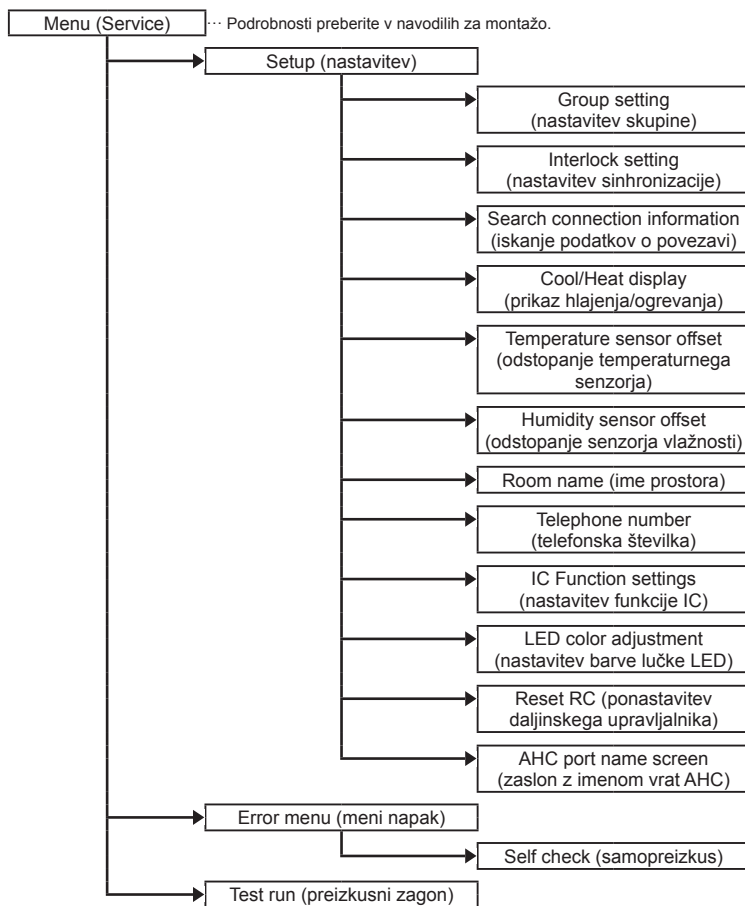 Menu (Service)
··· Podrobnosti preberite v navodilih za montažo.
Setup (nastavitev)
Group setting
(nastavitev skupine)
Interlock setting
(nastavitev sinhronizacije)
Search connection information
(iskanje podatkov o povezavi)
Cool/Heat display
(prikaz hlajenja/ogrevanja)
Temperature sensor offset
(odstopanje temperaturnega
senzorja)
Humidity sensor offset
(odstopanje senzorja vlažnosti)
Room name (ime prostora)
Telephone number
(telefonska številka)
IC Function settings
(nastavitev funkcije IC)
LED color adjustment
(nastavitev barve lučke LED)
Reset RC (ponastavitev
daljinskega upravljalnika)
AHC port name screen
(zaslon z imenom vrat AHC)
Error menu (meni napak)
Self check (samopreizkus)
Test run (preizkusni zagon)